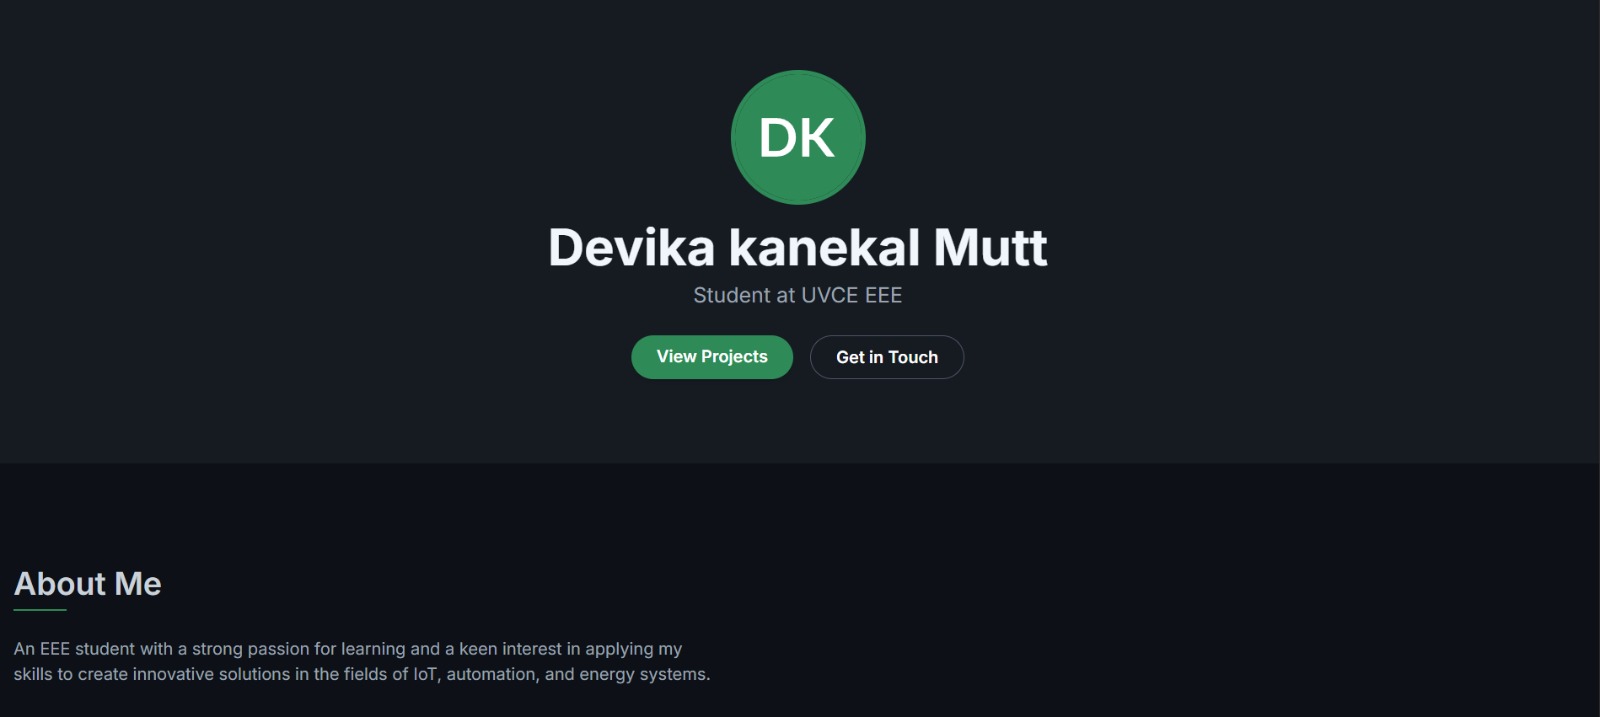 DK
Devika kanekal Mutt
Student at UVCE EEE
View Projects
Get in Touch
About Me
An EEE student with a strong passion for learning and a keen interest in applying my
skills to create innovative solutions in the fields of IoT, automation, and energy systems.